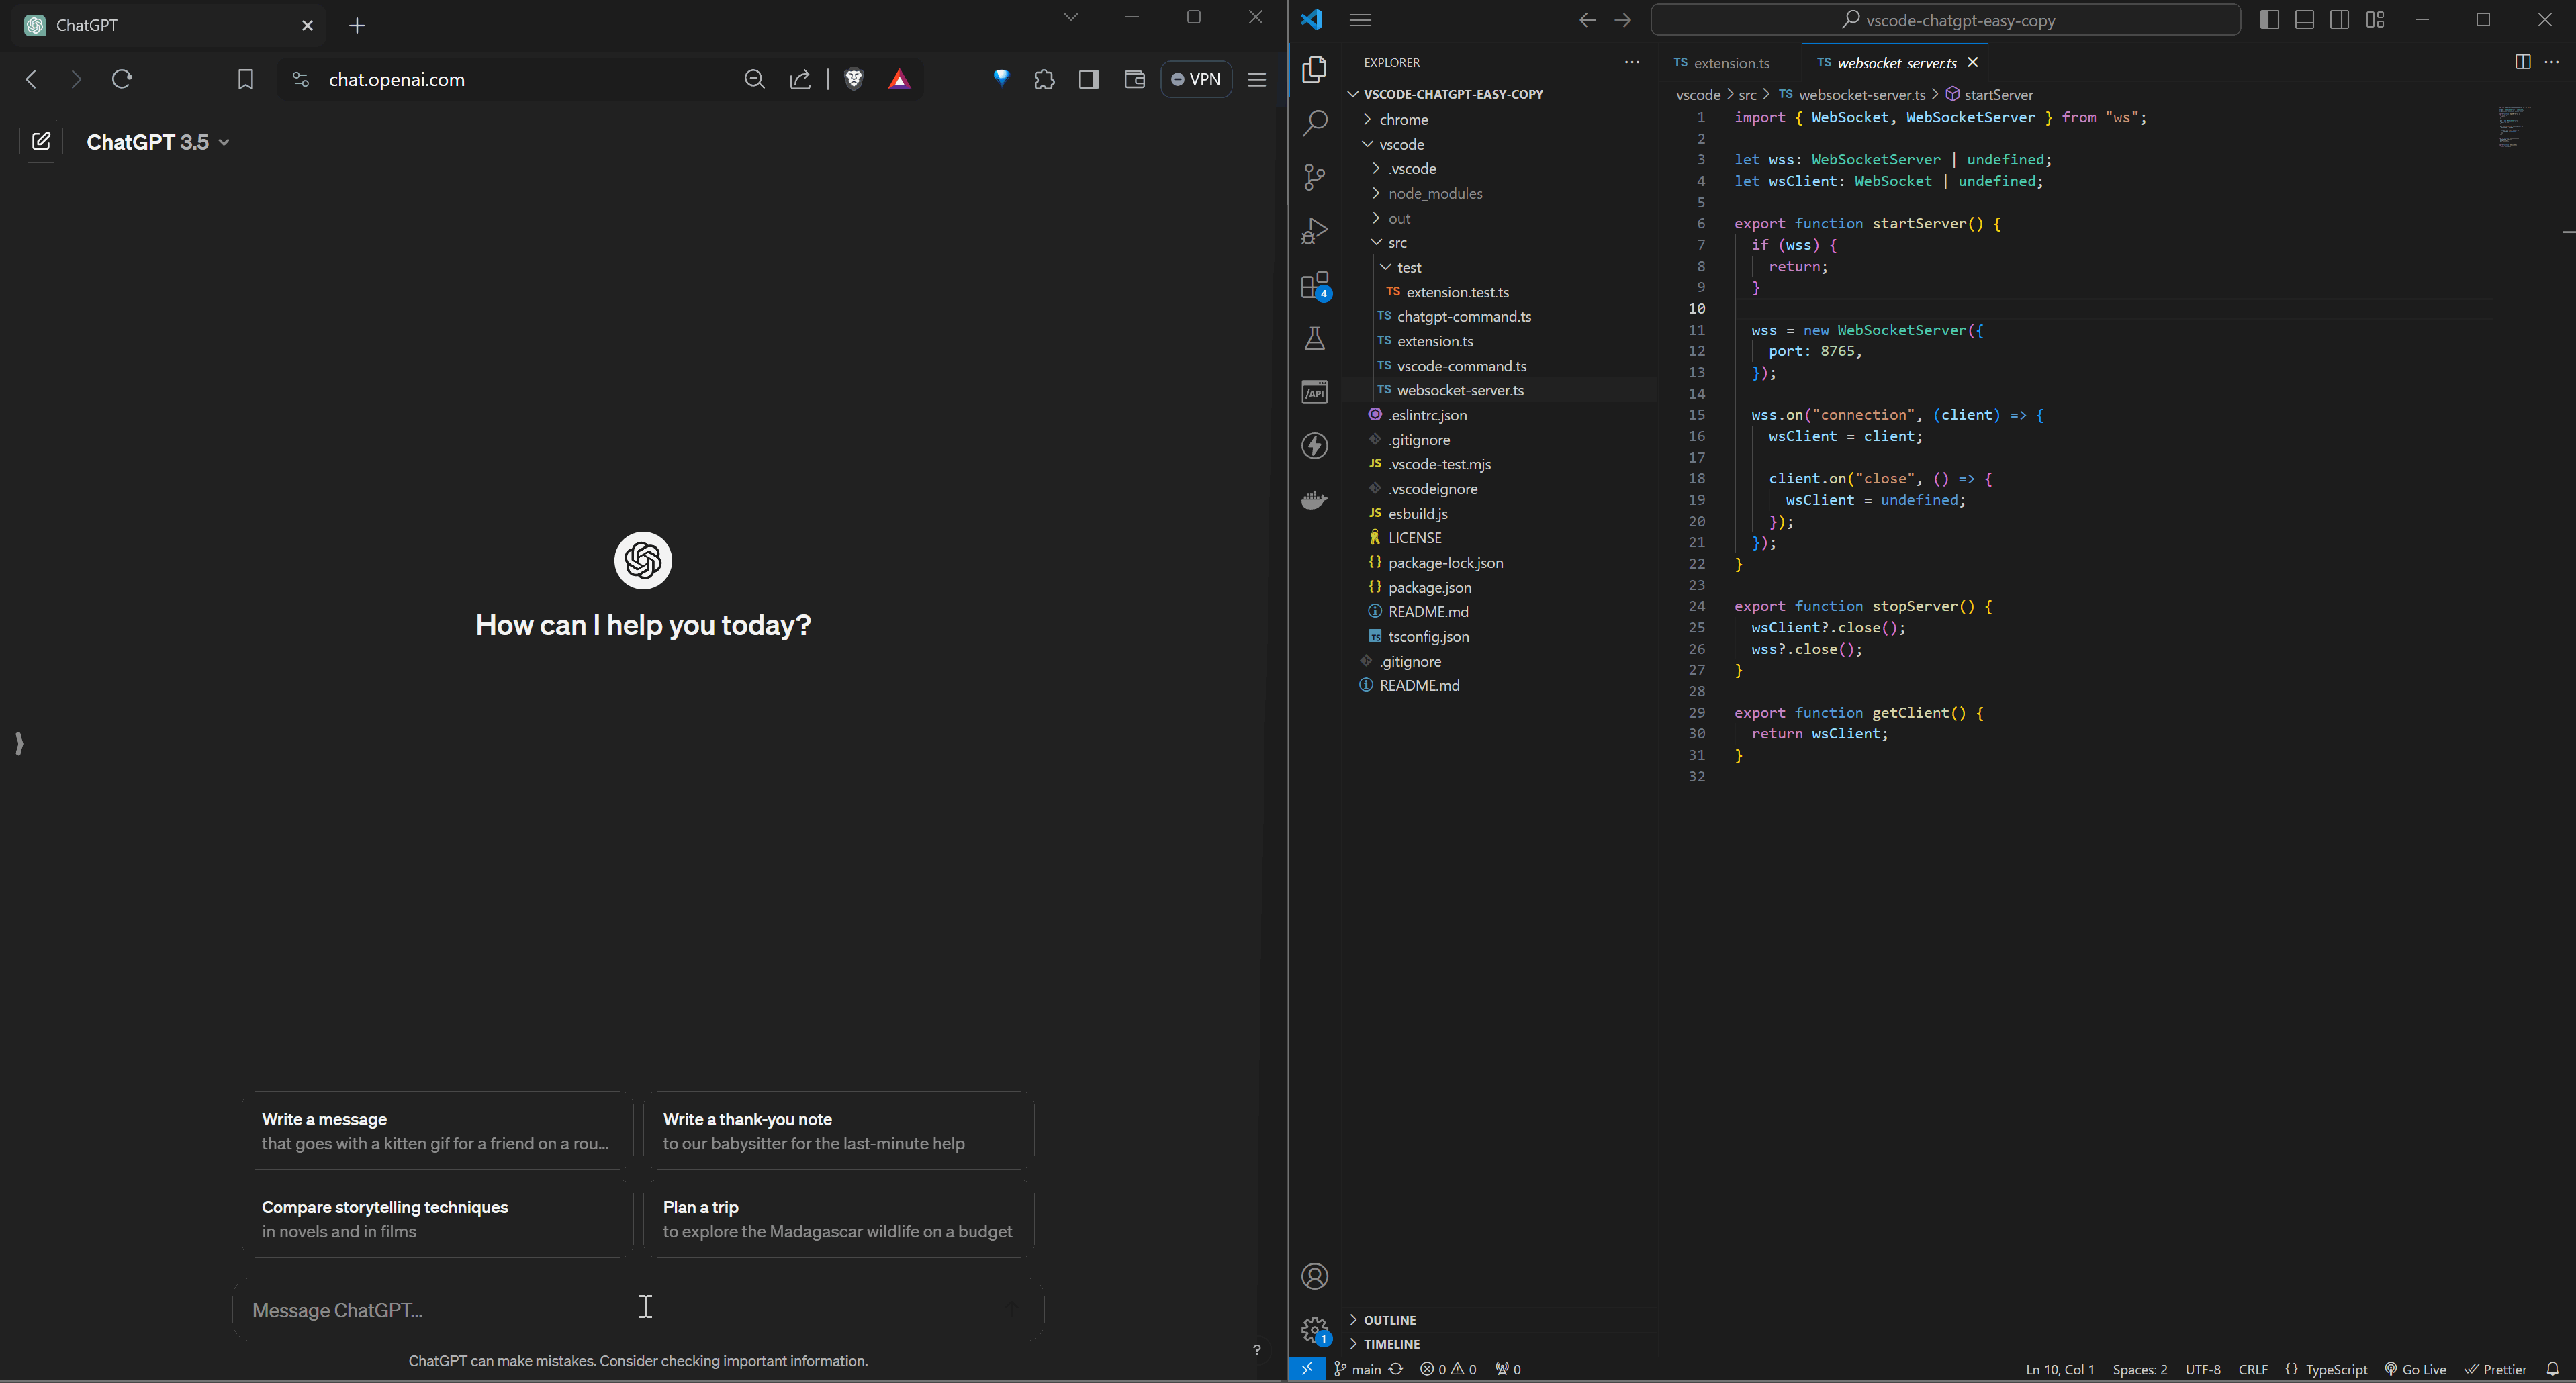 ChatGPT
chat.openai.com
VPN
ChatGPT 3.5
How can I help you today?
Write a message
that goes with a kitten gif for a friend on a rou...
Write a thank-you note
to our babysitter for the last-minute help
Compare storytelling techniques
in novels and in films
Plan a trip
to explore the Madagascar wildlife on a budget
Message ChatGPT...
ChatGPT can make mistakes. Consider checking important information.
?
vscode-chatgpt-easy-copy
EXPLORER
VSCODE-CHATGPT-EASY-COPY
chrome
vscode
.vscode
node_modules
out
src
test
TS extension.test.ts
TS chatgpt-command.ts
TS extension.ts
TS vscode-command.ts
TS websocket-server.ts
.eslintrc.json
.gitignore
JS .vscode-test.mjs
.vscodeignore
JS esbuild.js
LICENSE
{} package-lock.json
{} package.json
README.md
TS tsconfig.json
.gitignore
README.md
OUTLINE
TIMELINE
4
/API
1
TS extension.ts
TS websocket-server.ts
vscode > src > TS websocket-server.ts > startServer
1 import { WebSocket, WebSocketServer } from "ws";
2
3 let wss: WebSocketServer | undefined;
4 let wsClient: WebSocket | undefined;
5
6 export function startServer() {
7 if (wss) {
8 return;
9 }
10
11 wss = new WebSocketServer({
12 port: 8765,
13 });
14
15 wss.on("connection", (client) => {
16 wsClient = client;
17
18 client.on("close", () => {
19 wsClient = undefined;
20 });
21 });
22 }
23
24 export function stopServer() {
25 wsClient?.close();
26 wss?.close();
27 }
28
29 export function getClient() {
30 return wsClient;
31 }
32
main 0 0 0 Ln 10, Col 1 Spaces: 2 UTF-8 CRLF {} TypeScript Go Live Prettier